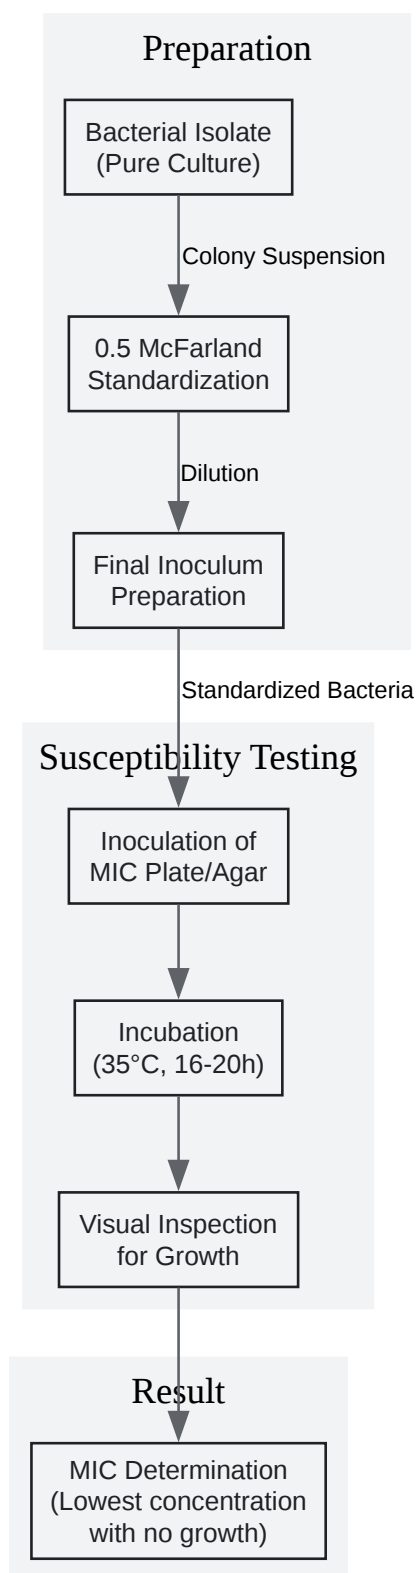 Preparation
Bacterial Isolate
(Pure Culture)
Colony Suspension
0.5 McFarland
Standardization
Dilution
Final Inoculum
Preparation
Standardized Bacteria
Susceptibility Testing
Inoculation of
MIC Plate/Agar
Incubation
(35°C, 16-20h)
Visual Inspection
for Growth
Result
MIC Determination
(Lowest concentration
with no growth)